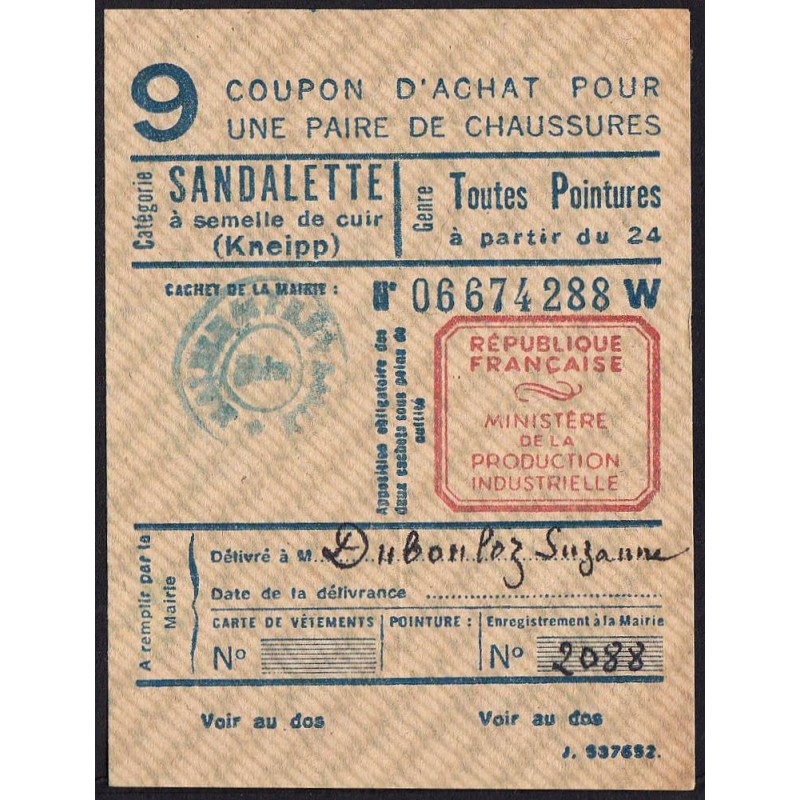 9
COUPON D'ACHAT POUR
UNE PAIRE DE CHAUSSURES
Catégorie
SANDALETTE
à semelle de cuir
(Kneipp)
Genre
Toutes Pointures
à partir du 24
CACHET DE LA MAIRIE :
N° 06674288 W
Apposition obligatoire des
deux cachets sous peine de
nullité
RÉPUBLIQUE
FRANÇAISE
MINISTÈRE
DE LA
PRODUCTION
INDUSTRIELLE
A remplir par la
Mairie
Délivré à M. Dubouloz Suzanne
Date de la délivrance
CARTE DE VÊTEMENTS
N°
POINTURE :
Enregistrement à la Mairie
N° 2088
Voir au dos
Voir au dos
J. 937692.